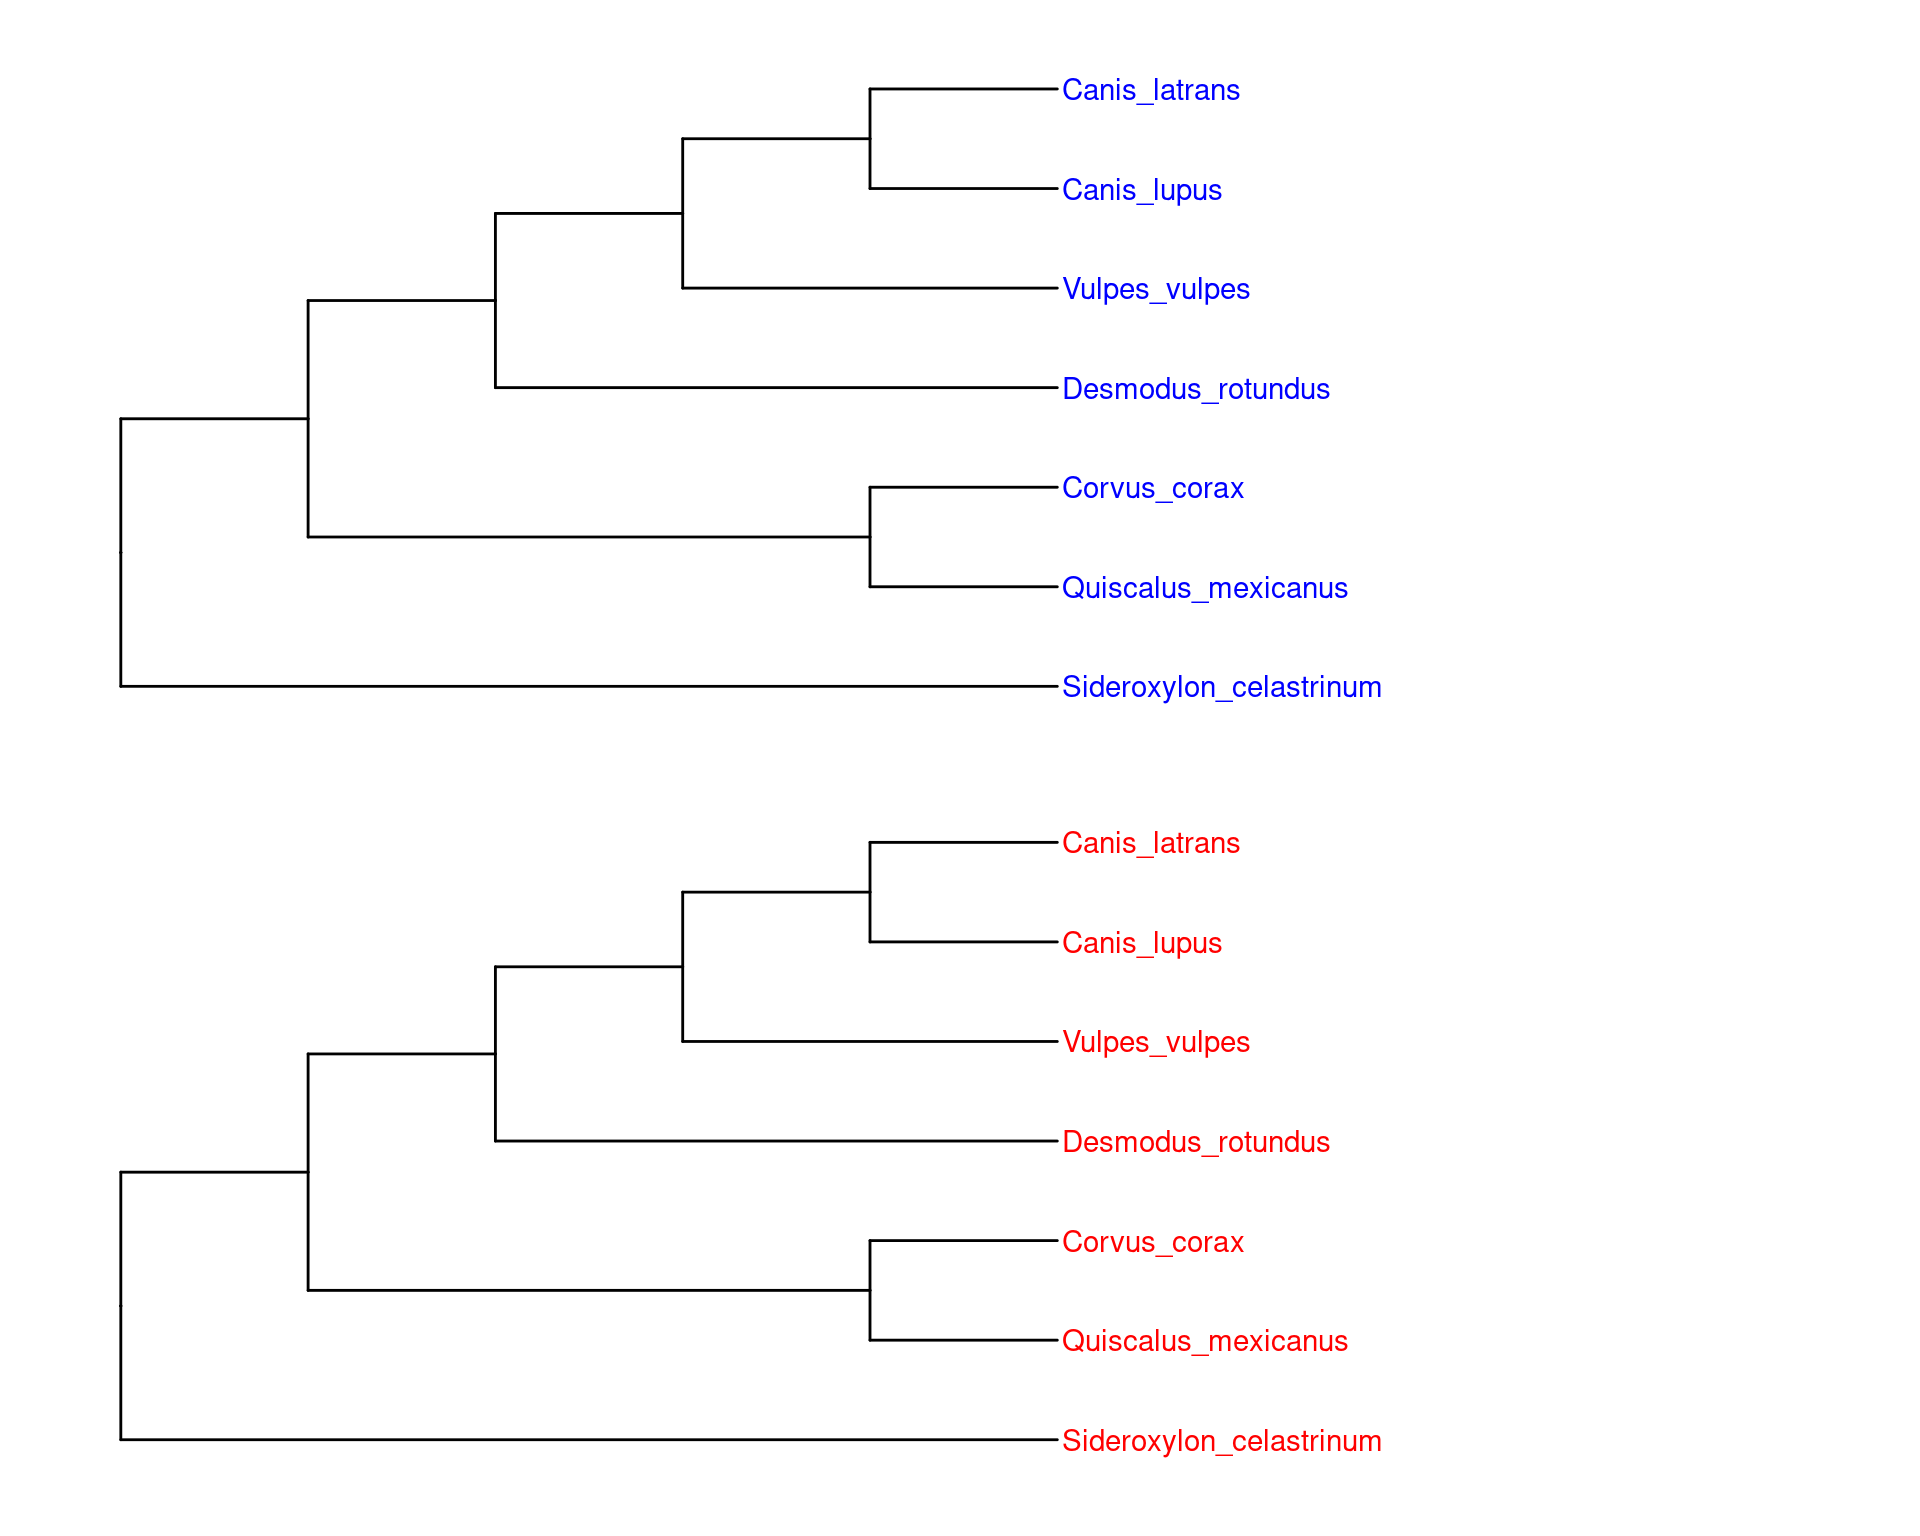 Canis_latrans
Canis_lupus
Vulpes_vulpes
Desmodus_rotundus
Corvus_corax
Quiscalus_mexicanus
Sideroxylon_celastrinum
Canis_latrans
Canis_lupus
Vulpes_vulpes
Desmodus_rotundus
Corvus_corax
Quiscalus_mexicanus
Sideroxylon_celastrinum